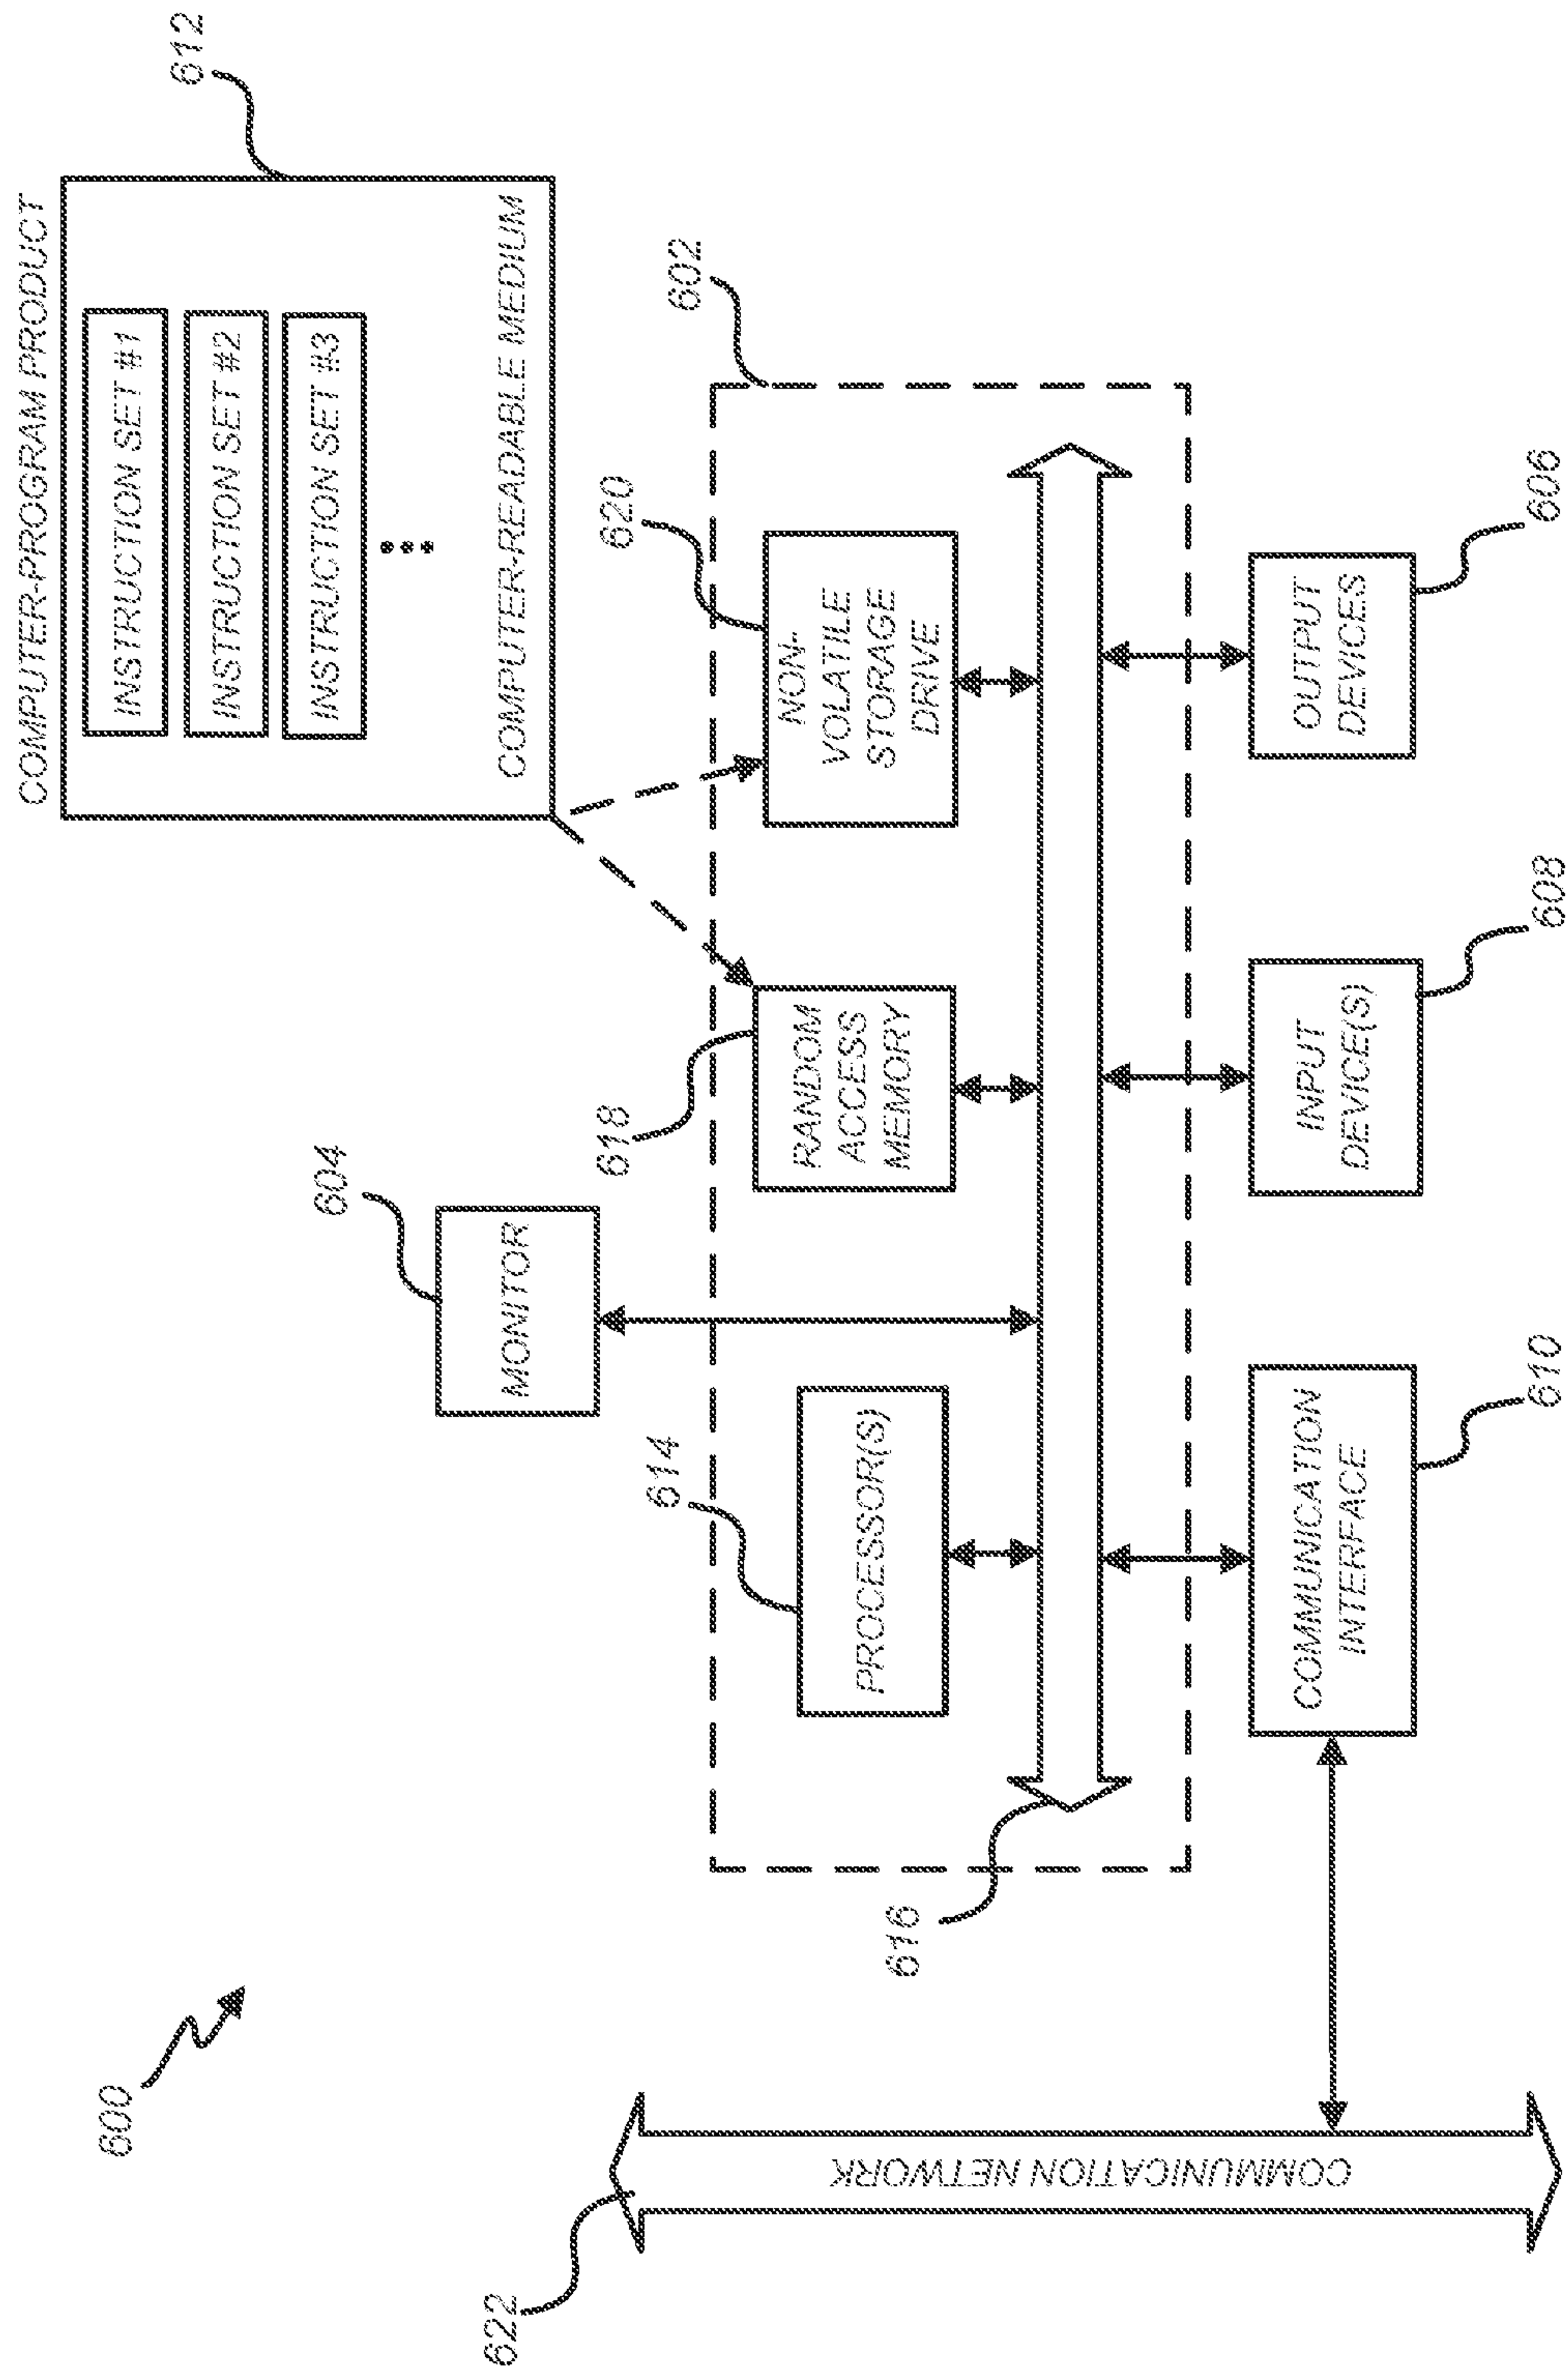 600
COMPUTER-PROGRAM PRODUCT
612
INSTRUCTION SET #1
INSTRUCTION SET #2
INSTRUCTION SET #3
COMPUTER-READABLE MEDIUM
604
MONITOR
602
622
COMMUNICATION NETWORK
616
614
PROCESSOR(S)
618
RANDOM
ACCESS
MEMORY
620
NON-
VOLATILE
STORAGE
DRIVE
COMMUNICATION
INTERFACE
610
INPUT
DEVICE(S)
608
OUTPUT
DEVICES
606